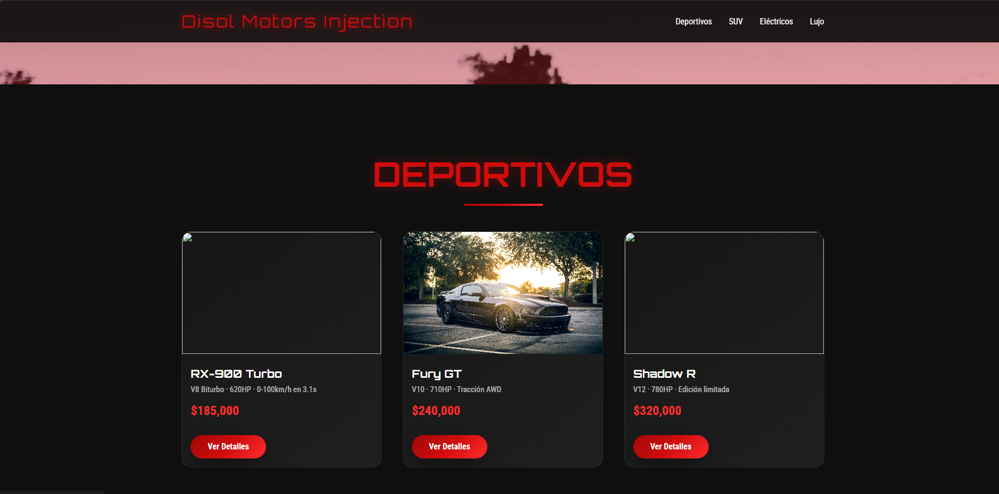 Disol Motors Injection
Deportivos SUV Eléctricos Lujo
DEPORTIVOS
RX-900 Turbo
V8 Biturbo · 620HP · 0-100km/h en 3.1s
$185,000
Ver Detalles
Fury GT
V10 · 710HP · Tracción AWD
$240,000
Ver Detalles
Shadow R
V12 · 780HP · Edición limitada
$320,000
Ver Detalles